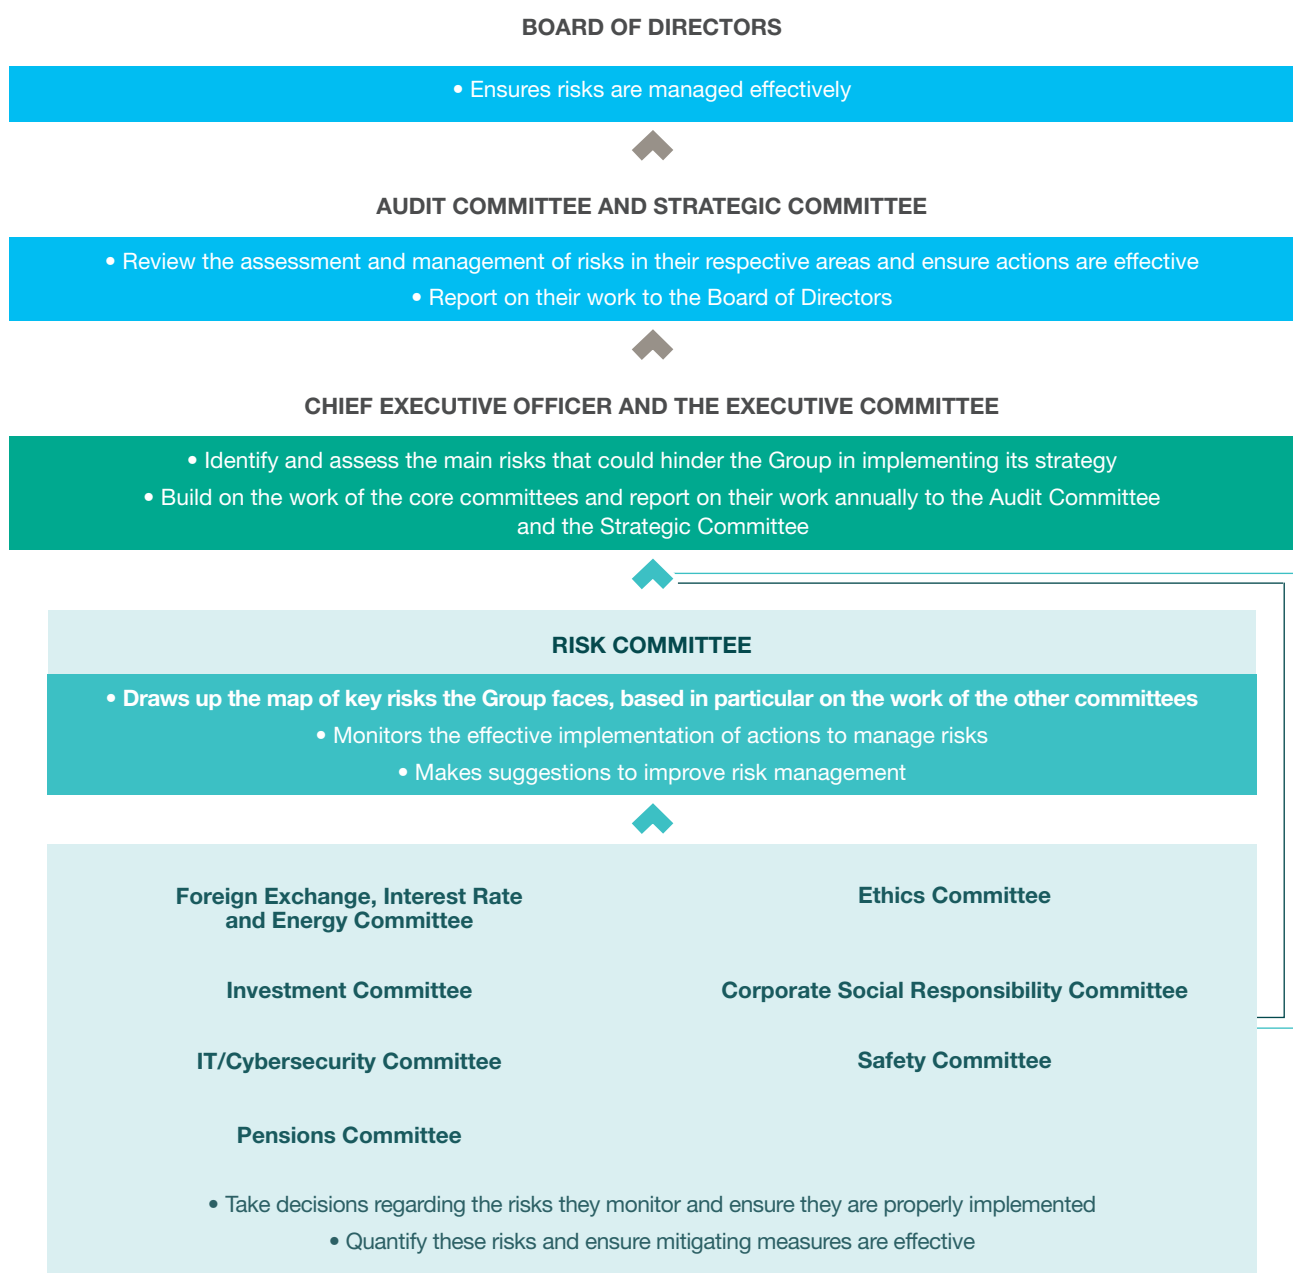 BOARD OF DIRECTORS
• Ensures risks are managed effectively
AUDIT COMMITTEE AND STRATEGIC COMMITTEE
• Review the assessment and management of risks in their respective areas and ensure actions are effective
• Report on their work to the Board of Directors
CHIEF EXECUTIVE OFFICER AND THE EXECUTIVE COMMITTEE
• Identify and assess the main risks that could hinder the Group in implementing its strategy
• Build on the work of the core committees and report on their work annually to the Audit Committee
and the Strategic Committee
RISK COMMITTEE
• Draws up the map of key risks the Group faces, based in particular on the work of the other committees
• Monitors the effective implementation of actions to manage risks
• Makes suggestions to improve risk management
Foreign Exchange, Interest Rate
and Energy Committee
Ethics Committee
Investment Committee
Corporate Social Responsibility Committee
IT/Cybersecurity Committee
Safety Committee
Pensions Committee
• Take decisions regarding the risks they monitor and ensure they are properly implemented
• Quantify these risks and ensure mitigating measures are effective